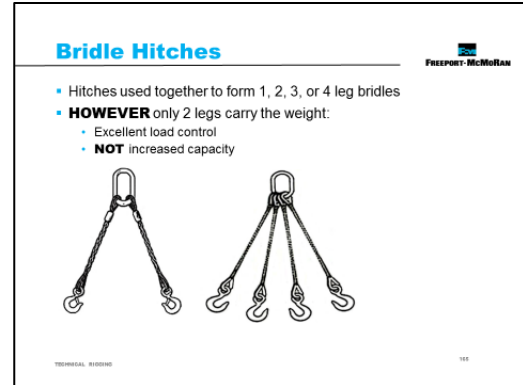 Bridle Hitches
FCX
FREEPORT-McMoRAN
Hitches used together to form 1, 2, 3, or 4 leg bridles
HOWEVER only 2 legs carry the weight:
Excellent load control
NOT increased capacity
TECHNICAL RIGGING
165